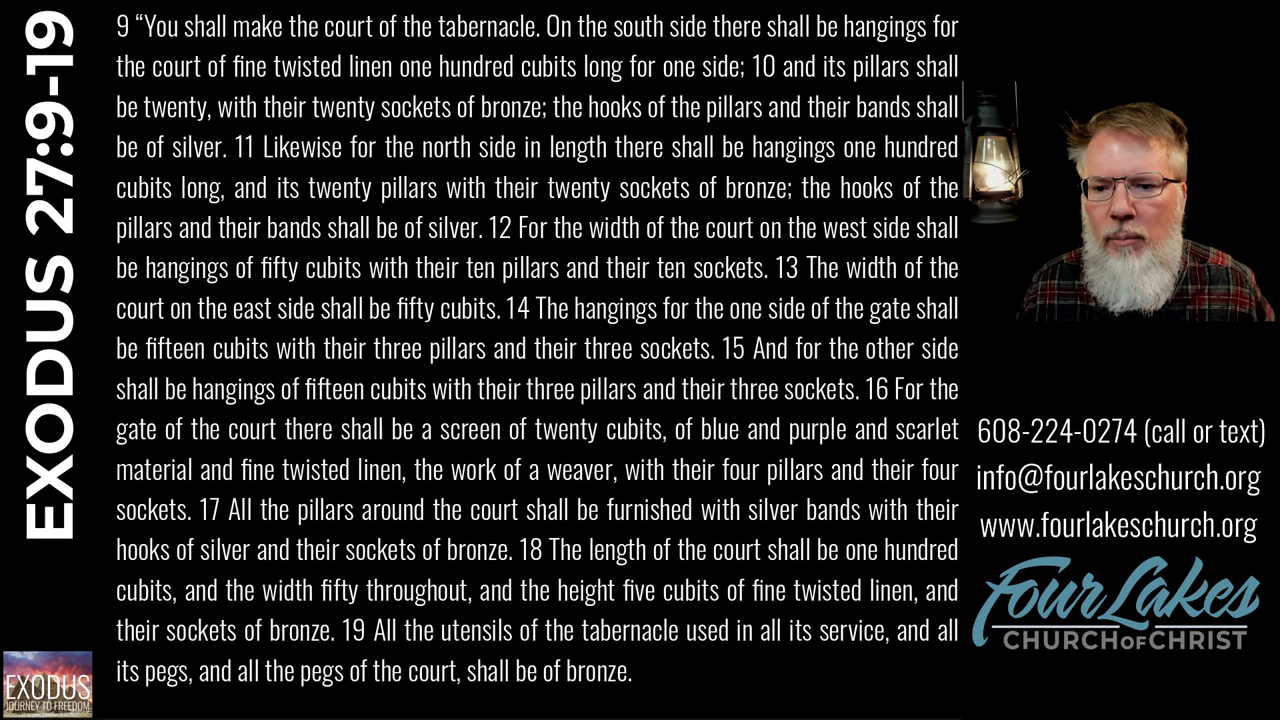 EXODUS 27:9-19
9 “You shall make the court of the tabernacle. On the south side there shall be hangings for
the court of fine twisted linen one hundred cubits long for one side; 10 and its pillars shall
be twenty, with their twenty sockets of bronze; the hooks of the pillars and their bands shall
be of silver. 11 Likewise for the north side in length there shall be hangings one hundred
cubits long, and its twenty pillars with their twenty sockets of bronze; the hooks of the
pillars and their bands shall be of silver. 12 For the width of the court on the west side shall
be hangings of fifty cubits with their ten pillars and their ten sockets. 13 The width of the
court on the east side shall be fifty cubits. 14 The hangings for the one side of the gate shall
be fifteen cubits with their three pillars and their three sockets. 15 And for the other side
shall be hangings of fifteen cubits with their three pillars and their three sockets. 16 For the
gate of the court there shall be a screen of twenty cubits, of blue and purple and scarlet
material and fine twisted linen, the work of a weaver, with their four pillars and their four
sockets. 17 All the pillars around the court shall be furnished with silver bands with their
hooks of silver and their sockets of bronze. 18 The length of the court shall be one hundred
cubits, and the width fifty throughout, and the height five cubits of fine twisted linen, and
their sockets of bronze. 19 All the utensils of the tabernacle used in all its service, and all
its pegs, and all the pegs of the court, shall be of bronze.
608-224-0274 (call or text)
info@fourlakeschurch.org
www.fourlakeschurch.org
Four Lakes
CHURCH OF CHRIST
EXODUS
JOURNEY TO FREEDOM